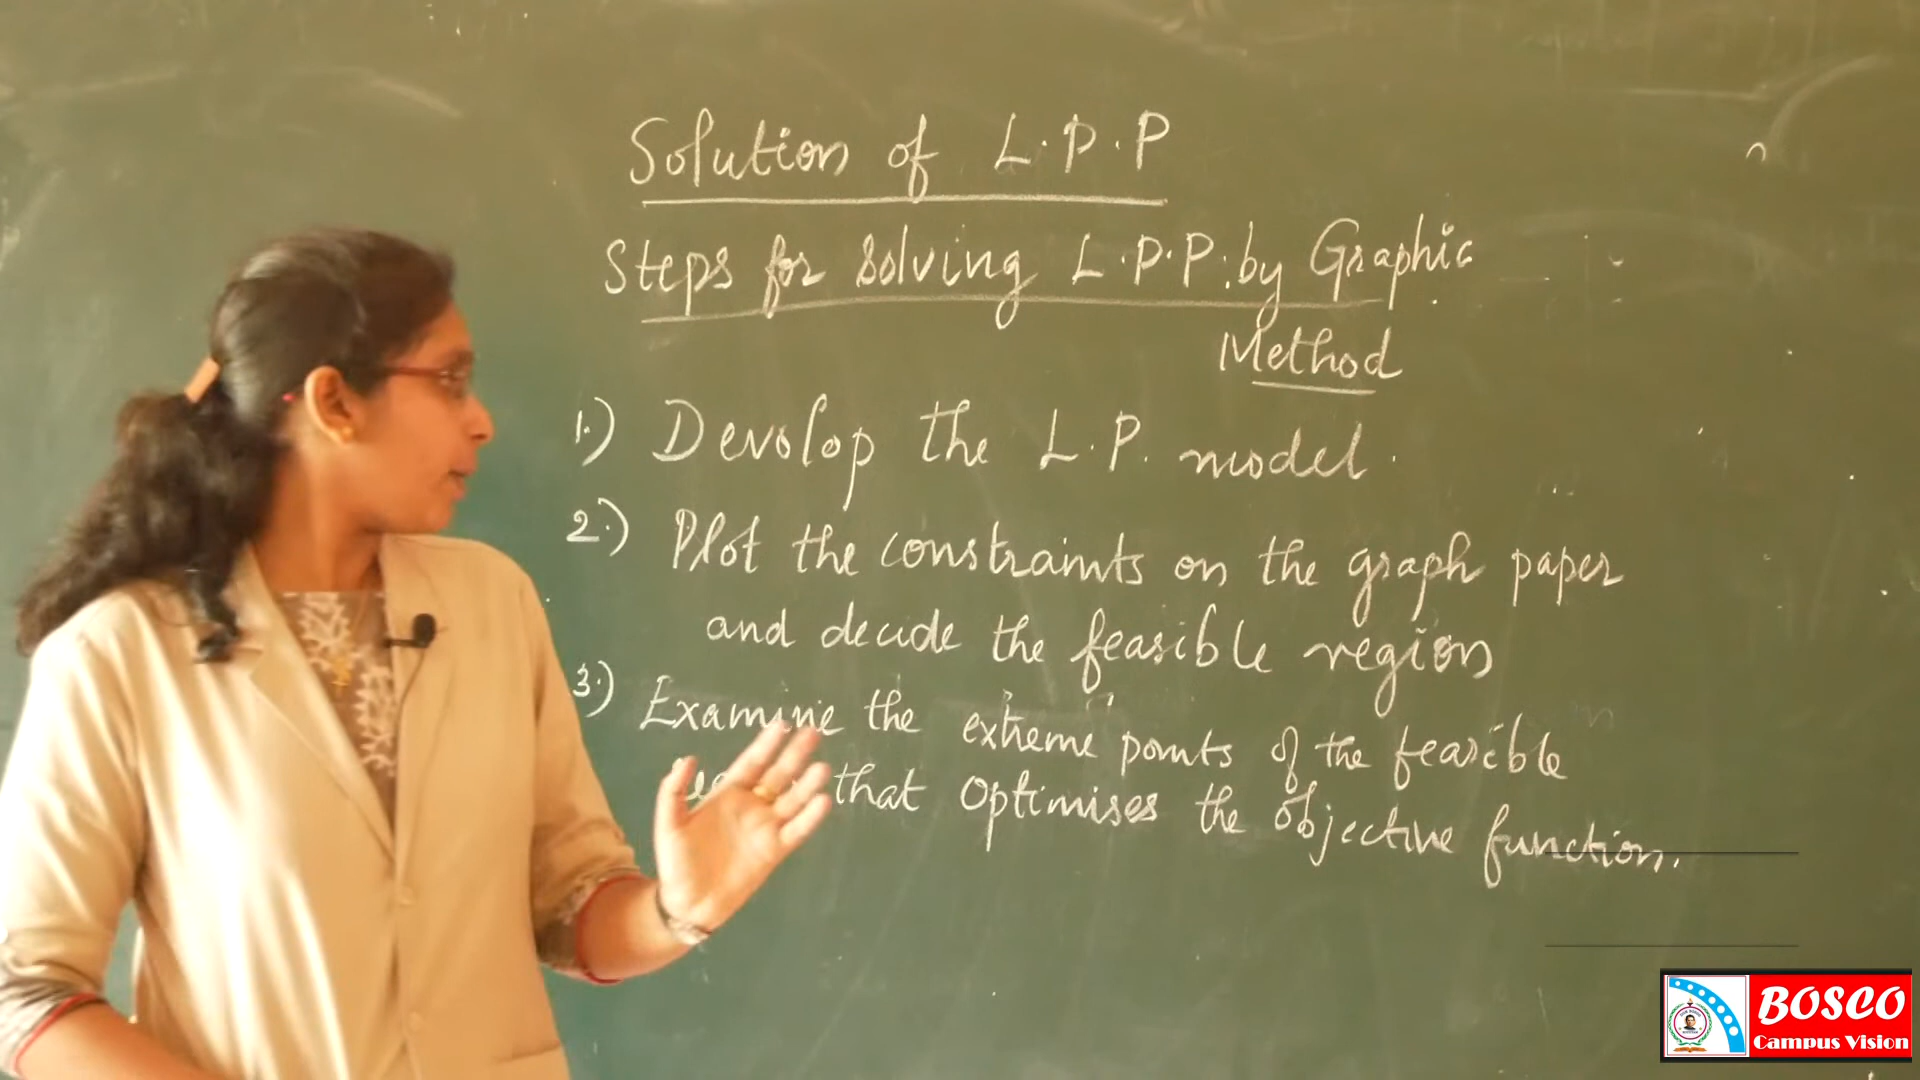 Solution of L.P.P
Steps for solving L.P.P. by Graphic
Method
1.) Devolop the L.P. model.
2.) Plot the constraints on the graph paper
and decide the feasible region
3.) Examine the extreme points of the feasible
that Optimises the objective function.
BOSCO
Campus Vision